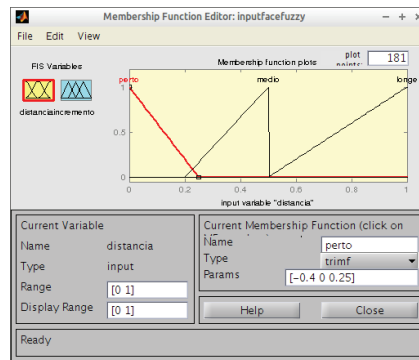 Membership Function Editor: inputfacefuzzy
File Edit View
FIS Variables
Membership function plots
plot points:
181
perto
medio
longe
1
0.5
0
distanciaincremento
0 0.2 0.4 0.6 0.8 1
input variable "distancia"
Current Variable
Name distancia
Type input
Range [0 1]
Display Range [0 1]
Current Membership Function (click on
Name perto
Type trimf
Params [−0.4 0 0.25]
Help Close
Ready